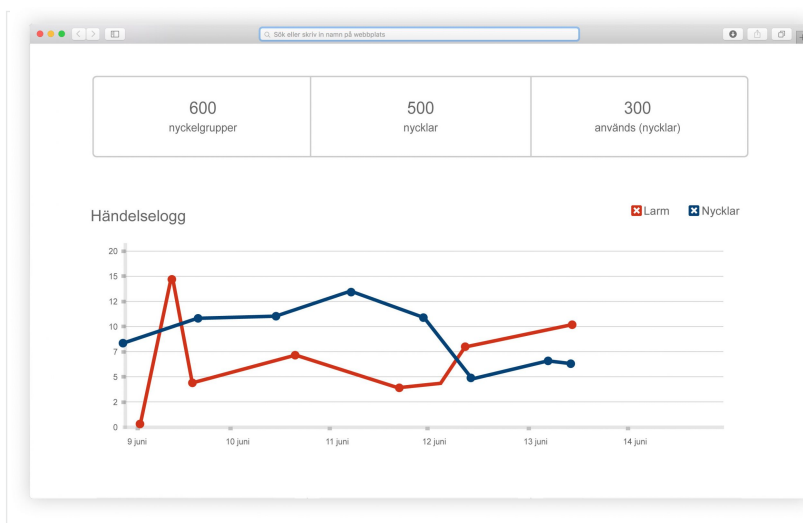 Sök eller skriv in namn på webbplats
600
nyckelgrupper
500
nycklar
300
används (nycklar)
Händelselogg
Larm
Nycklar
20
15
12
10
7
5
2
0
9 juni
10 juni
11 juni
12 juni
13 juni
14 juni